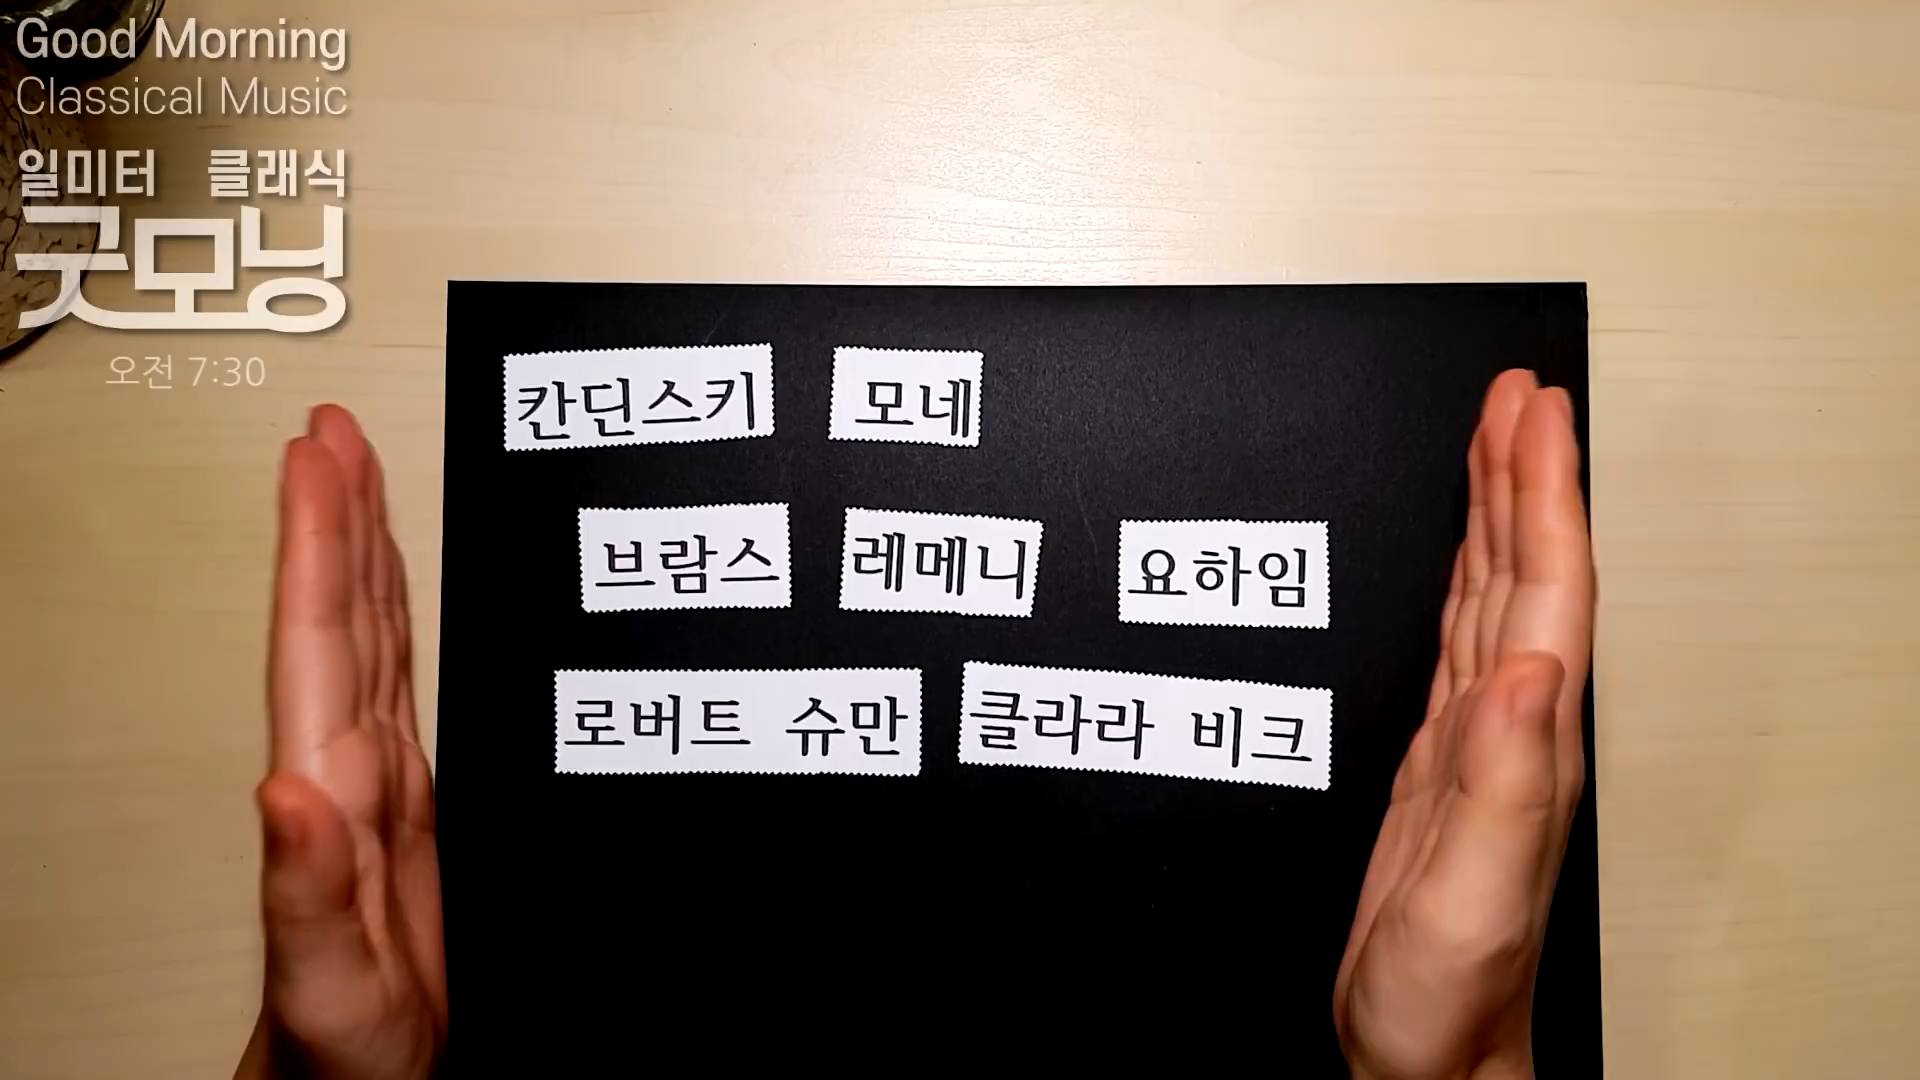 Good Morning
Classical Music
일미터 클래식
굿모닝
오전 7:30
칸딘스키 모네
브람스 레메니 요하임
로버트 슈만 클라라 비크